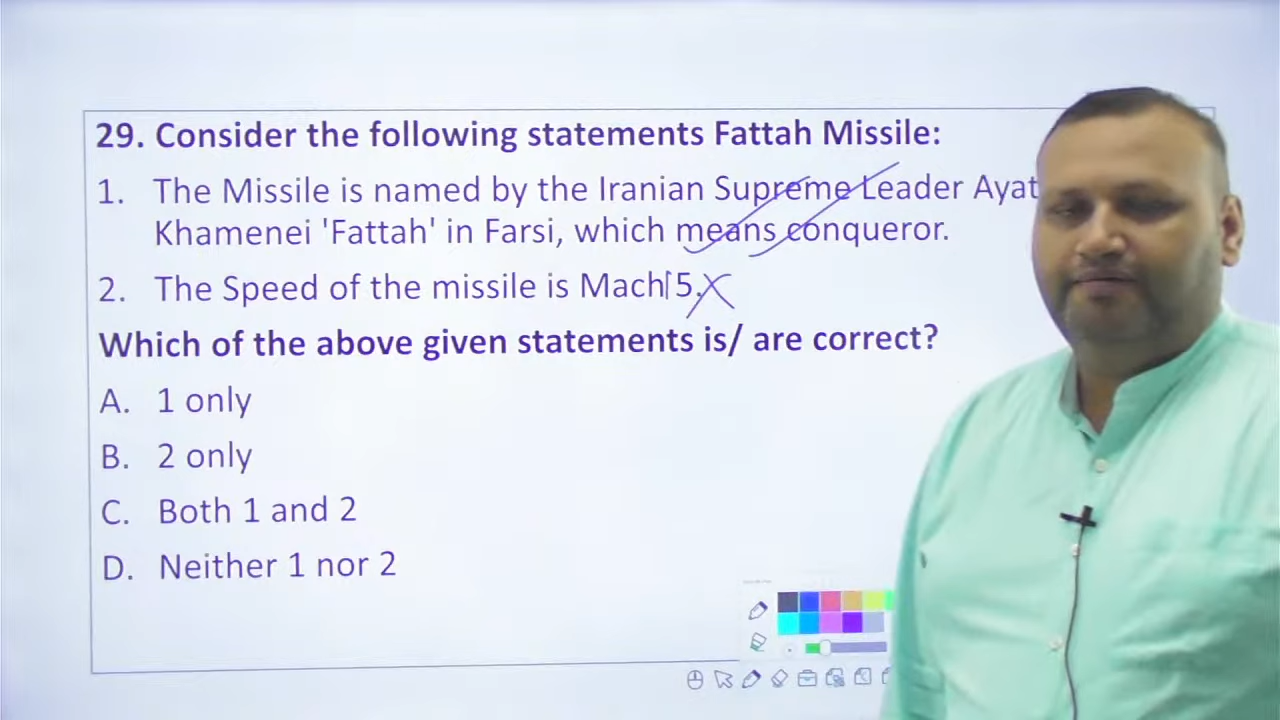 29. Consider the following statements Fattah Missile:
1. The Missile is named by the Iranian Supreme Leader Ayat
Khamenei 'Fattah' in Farsi, which means conqueror.
2. The Speed of the missile is Mach 5.
Which of the above given statements is/ are correct?
A. 1 only
B. 2 only
C. Both 1 and 2
D. Neither 1 nor 2